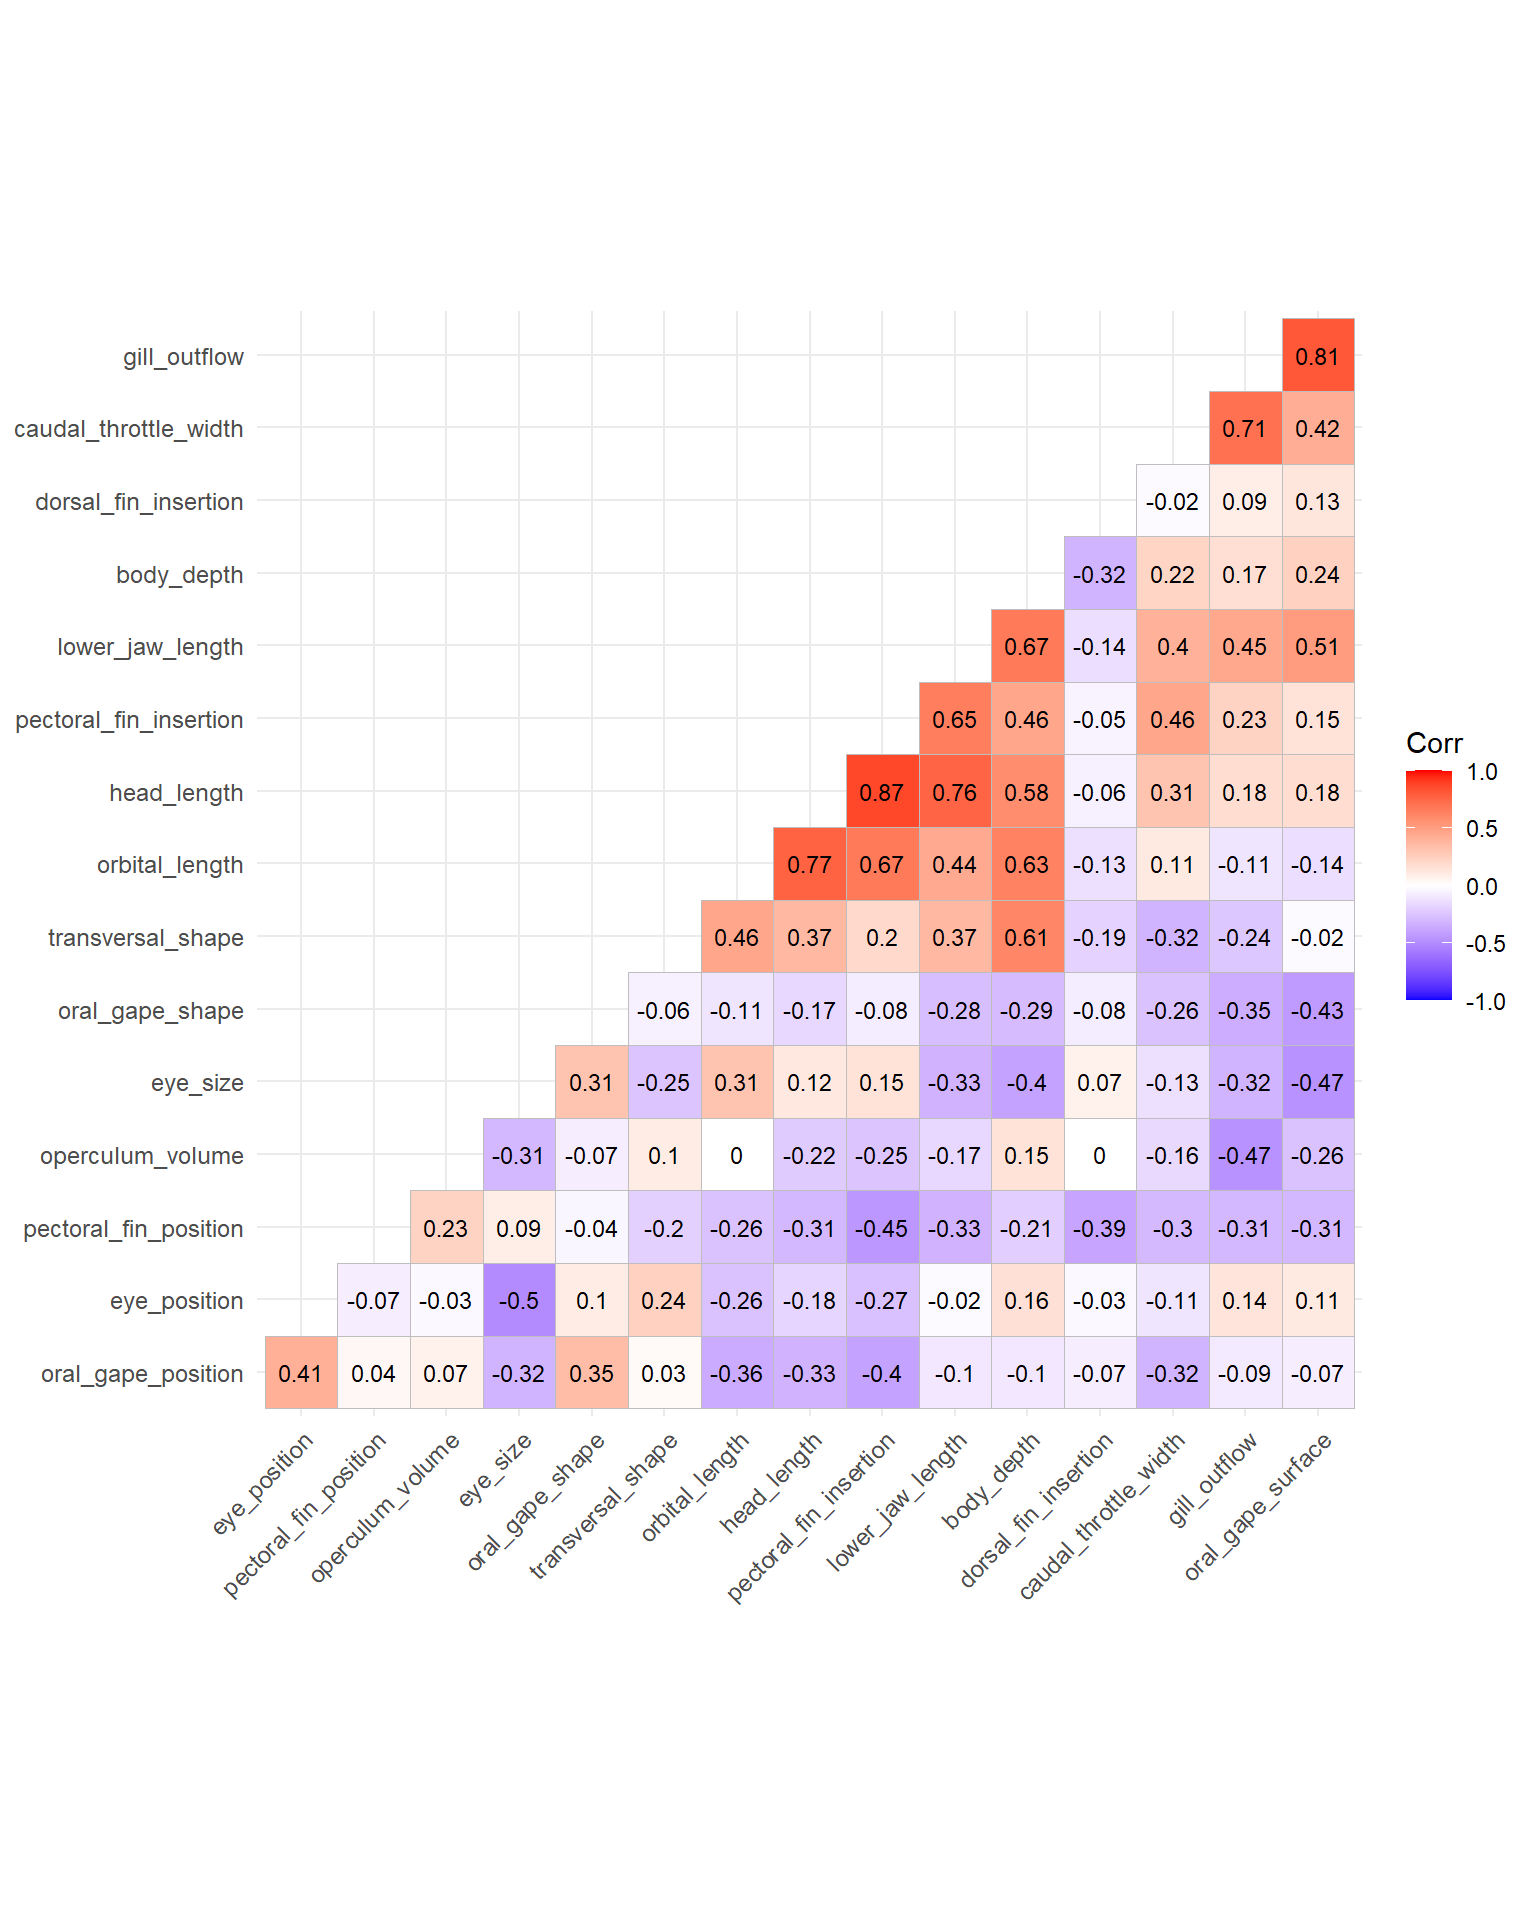 gill_outflow 0.81
caudal_throttle_width 0.71 0.42
dorsal_fin_insertion -0.02 0.09 0.13
body_depth -0.32 0.22 0.17 0.24
lower_jaw_length 0.67 -0.14 0.4 0.45 0.51
pectoral_fin_insertion 0.65 0.46 -0.05 0.46 0.23 0.15
head_length 0.87 0.76 0.58 -0.06 0.31 0.18 0.18
orbital_length 0.77 0.67 0.44 0.63 -0.13 0.11 -0.11 -0.14
transversal_shape 0.46 0.37 0.2 0.37 0.61 -0.19 -0.32 -0.24 -0.02
oral_gape_shape -0.06 -0.11 -0.17 -0.08 -0.28 -0.29 -0.08 -0.26 -0.35 -0.43
eye_size 0.31 -0.25 0.31 0.12 0.15 -0.33 -0.4 0.07 -0.13 -0.32 -0.47
operculum_volume -0.31 -0.07 0.1 0 -0.22 -0.25 -0.17 0.15 0 -0.16 -0.47 -0.26
pectoral_fin_position 0.23 0.09 -0.04 -0.2 -0.26 -0.31 -0.45 -0.33 -0.21 -0.39 -0.3 -0.31 -0.31
eye_position -0.07 -0.03 -0.5 0.1 0.24 -0.26 -0.18 -0.27 -0.02 0.16 -0.03 -0.11 0.14 0.11
oral_gape_position 0.41 0.04 0.07 -0.32 0.35 0.03 -0.36 -0.33 -0.4 -0.1 -0.1 -0.07 -0.32 -0.09 -0.07
eye_position
pectoral_fin_position
operculum_volume
eye_size
oral_gape_shape
transversal_shape
orbital_length
head_length
pectoral_fin_insertion
lower_jaw_length
body_depth
dorsal_fin_insertion
caudal_throttle_width
gill_outflow
oral_gape_surface
Corr
1.0
0.5
0.0
-0.5
-1.0